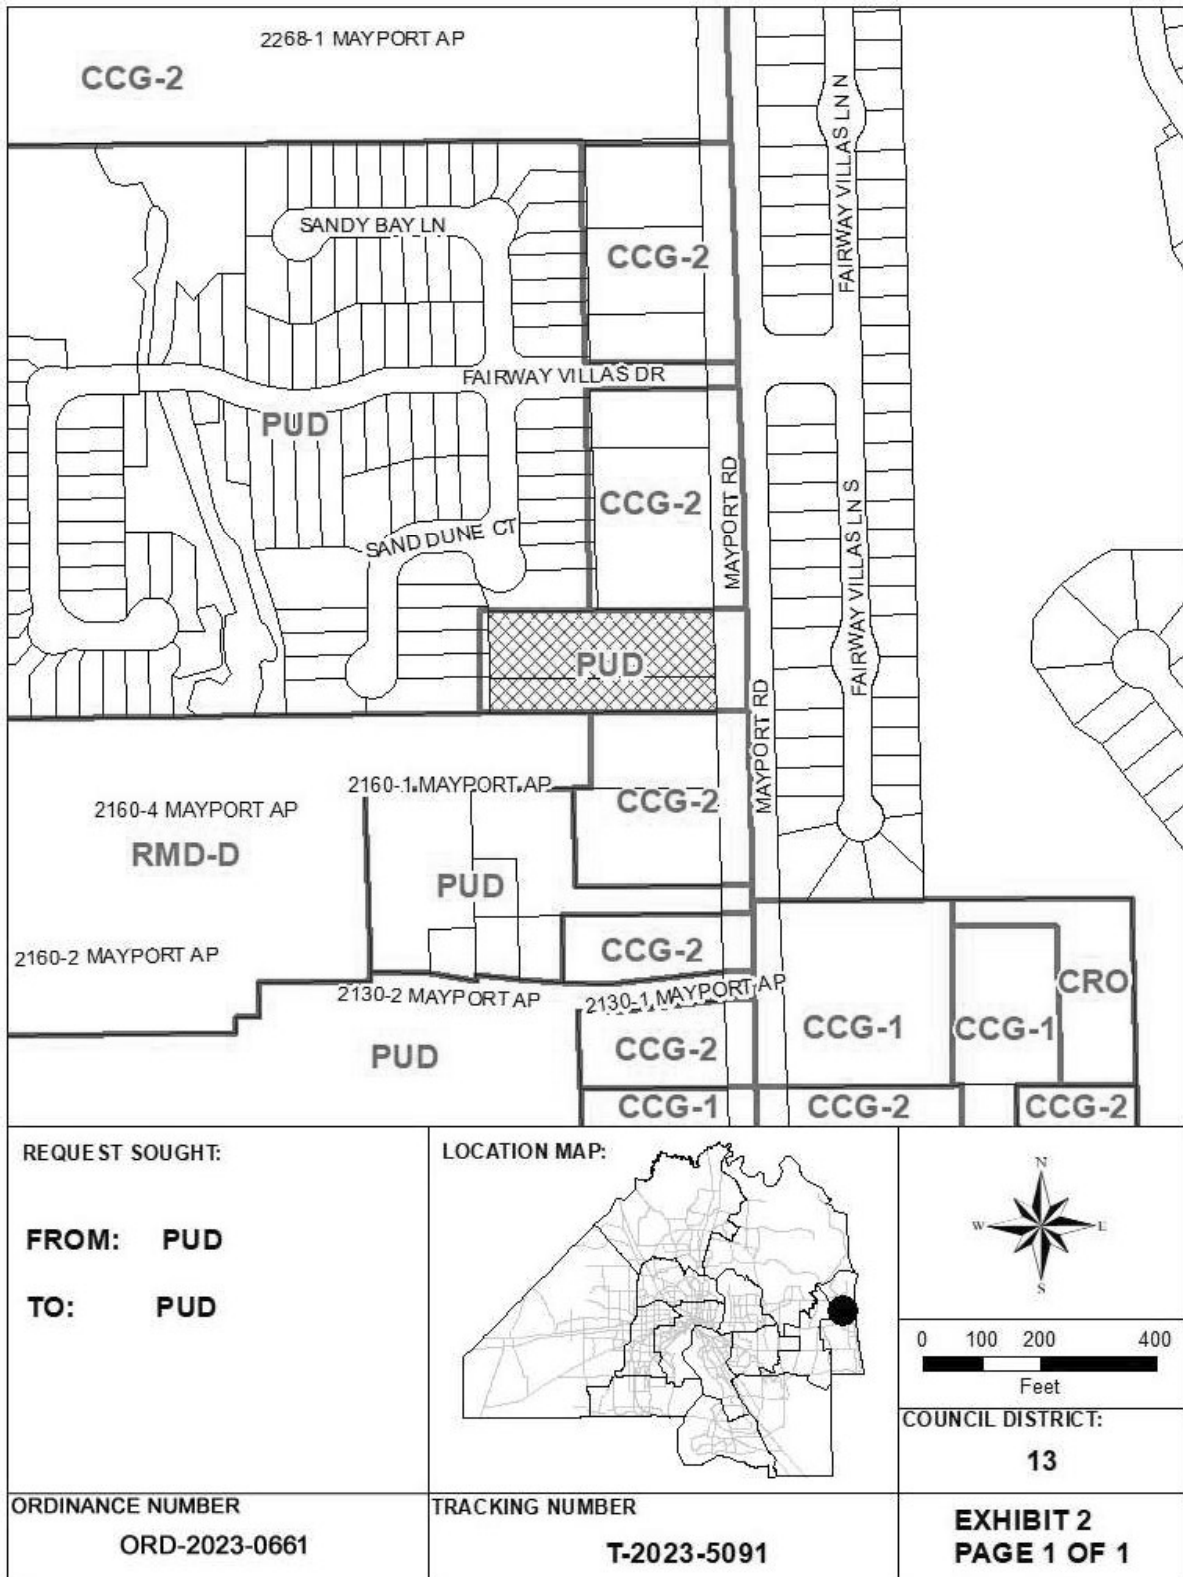 2268-1 MAYPORT AP
CCG-2
FAIRWAY VILLAS LN N
SANDY BAY LN
CCG-2
FAIRWAY VILLAS DR
PUD
CCG-2
MAYPORT RD
FAIRWAY VILLAS LN S
SAND DUNE CT
PUD
MAYPORT RD
2160-1 MAYPORT AP
2160-4 MAYPORT AP
CCG-2
RMD-D
PUD
2160-2 MAYPORT AP
CCG-2
2130-2 MAYPORT AP
2130-1 MAYPORT AP
CRO
CCG-1
CCG-1
PUD
CCG-2
CCG-1
CCG-2
CCG-2
REQUEST SOUGHT:
FROM: PUD
TO: PUD
LOCATION MAP:
N
W E
S
0 100 200 400
Feet
COUNCIL DISTRICT:
13
ORDINANCE NUMBER
ORD-2023-0661
TRACKING NUMBER
T-2023-5091
EXHIBIT 2
PAGE 1 OF 1